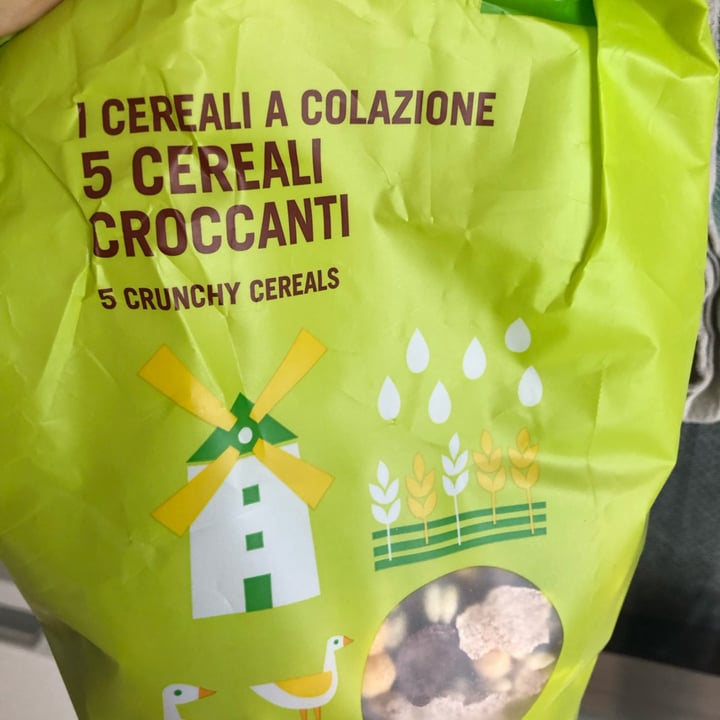 I CEREALI A COLAZIONE
5 CEREALI
CROCCANTI
5 CRUNCHY CEREALS